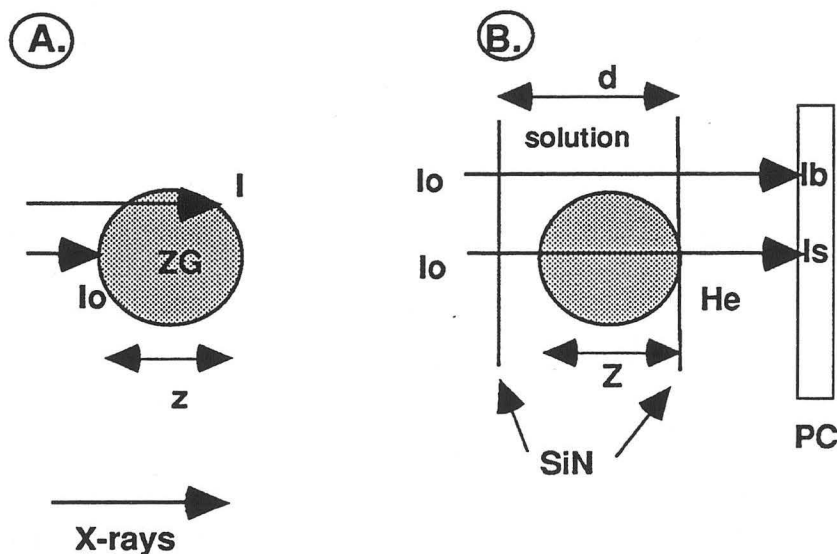 A.
B.
d
solution
I
Io
Ib
ZG
Io
Io
Is
He
z
Z
SiN
PC
X-rays